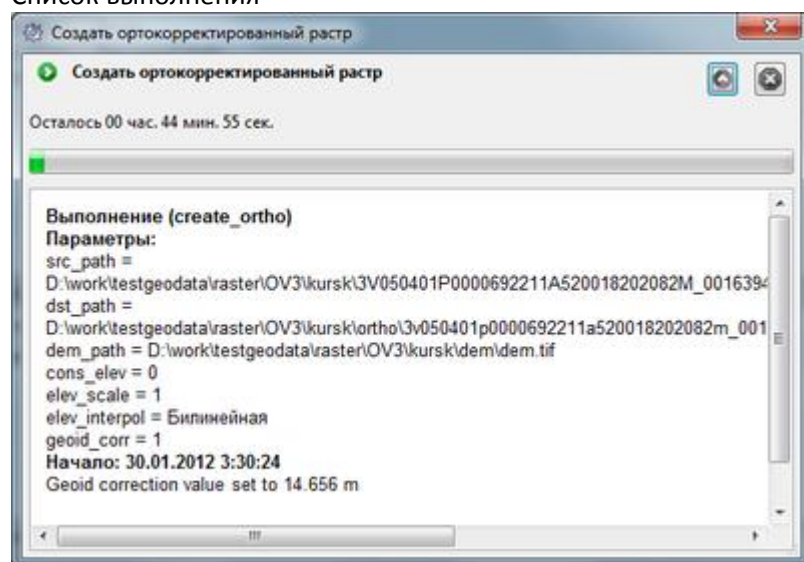 Список выполнения
Создать ортокорректированный растр
Создать ортокорректированный растр
Осталось 00 час. 44 мин. 55 сек.
Выполнение (create_ortho)
Параметры:
src_path =
D:\work\testgeodata\raster\OV3\kursk\3V050401P0000692211A520018202082M_0016394
dst_path =
D:\work\testgeodata\raster\OV3\kursk\ortho\3v050401p0000692211a520018202082m_001
dem_path = D:\work\testgeodata\raster\OV3\kursk\dem\dem.tif
cons_elev = 0
elev_scale = 1
elev_interpol = Билинейная
geoid_corr = 1
Начало: 30.01.2012 3:30:24
Geoid correction value set to 14.656 m